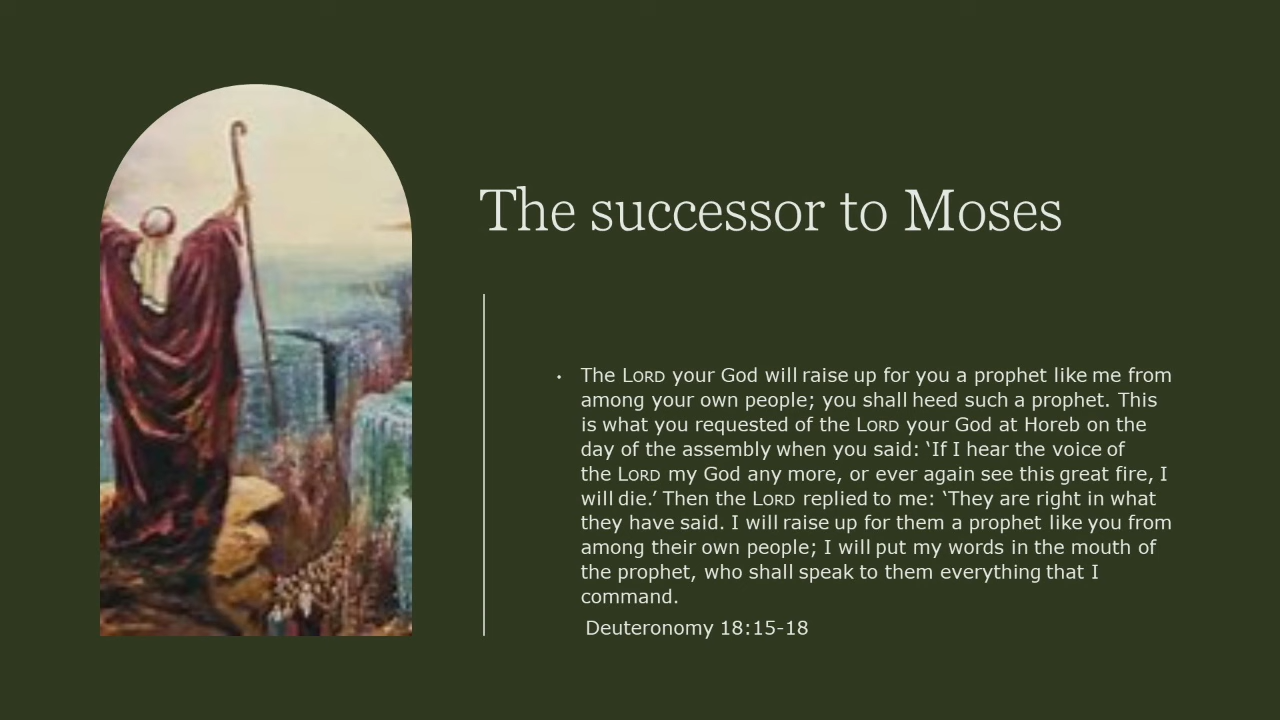 The successor to Moses
• The LORD your God will raise up for you a prophet like me from
among your own people; you shall heed such a prophet. This
is what you requested of the LORD your God at Horeb on the
day of the assembly when you said: ‘If I hear the voice of
the LORD my God any more, or ever again see this great fire, I
will die.’ Then the LORD replied to me: ‘They are right in what
they have said. I will raise up for them a prophet like you from
among their own people; I will put my words in the mouth of
the prophet, who shall speak to them everything that I
command.
Deuteronomy 18:15-18